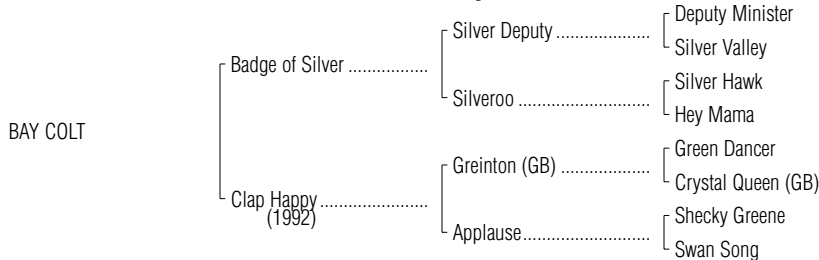 Deputy Minister
Silver Deputy ....................
Silver Valley
Badge of Silver .................
Silver Hawk
Silveroo ............................
Hey Mama
BAY COLT
Green Dancer
Greinton (GB) ...................
Crystal Queen (GB)
Clap Happy.......................
(1992)
Shecky Greene
Applause...........................
Swan Song